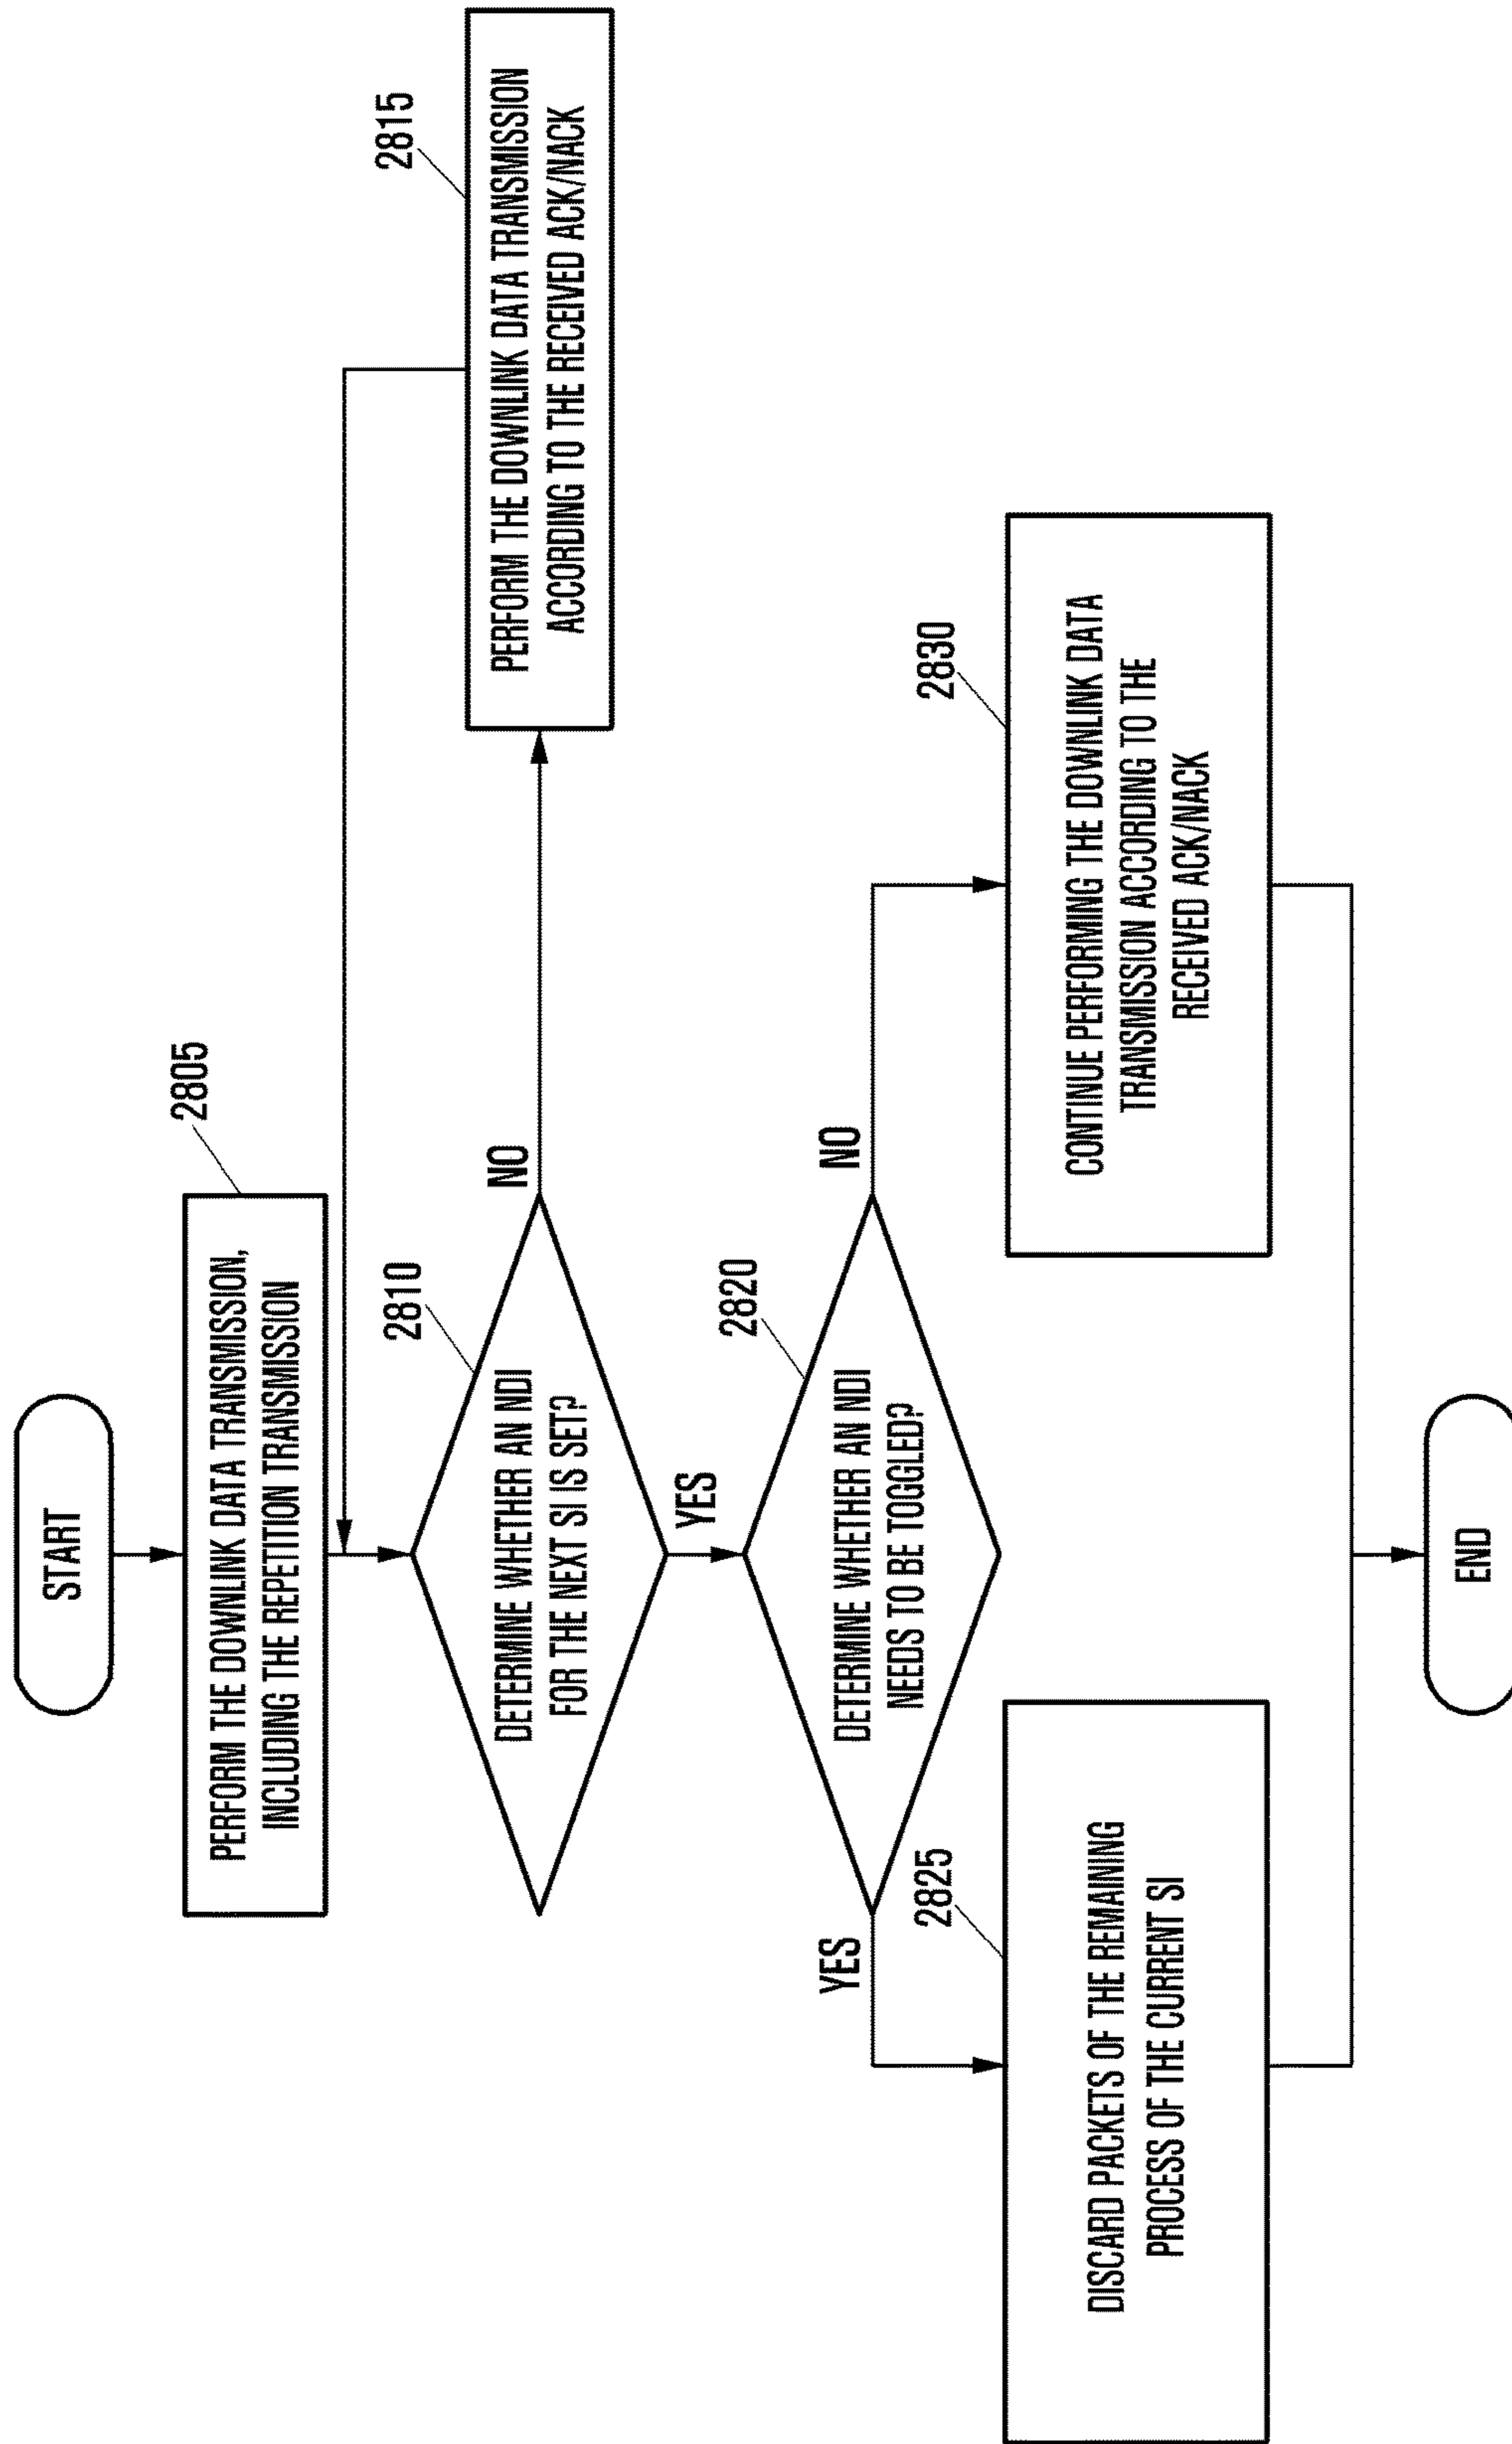 START
2805
PERFORM THE DOWNLINK DATA TRANSMISSION,
INCLUDING THE REPETITION TRANSMISSION
2810
DETERMINE WHETHER AN NDI
FOR THE NEXT SI IS SET?
NO
2815
PERFORM THE DOWNLINK DATA TRANSMISSION
ACCORDING TO THE RECEIVED ACK/NACK
YES
2820
DETERMINE WHETHER AN NDI
NEEDS TO BE TOGGLED?
YES
NO
2825
DISCARD PACKETS OF THE REMAINING
PROCESS OF THE CURRENT SI
2830
CONTINUE PERFORMING THE DOWNLINK DATA
TRANSMISSION ACCORDING TO THE
RECEIVED ACK/NACK
END